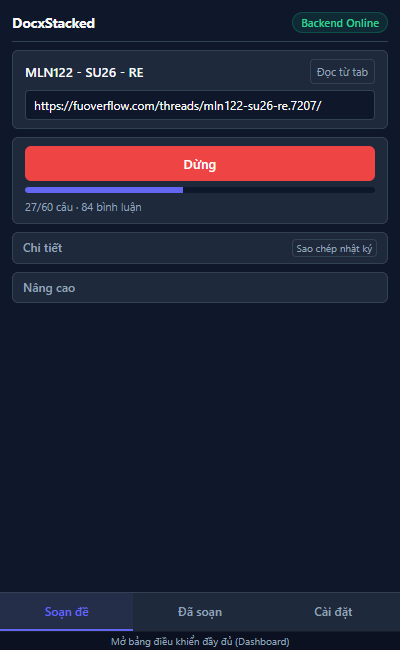 DocxStacked
Backend Online
MLN122 - SU26 - RE
Đọc từ tab
https://fuoverflow.com/threads/mln122-su26-re.7207/
Dừng
27/60 câu · 84 bình luận
Chi tiết
Sao chép nhật ký
Nâng cao
Soạn đề
Đã soạn
Cài đặt
Mở bảng điều khiển đầy đủ (Dashboard)